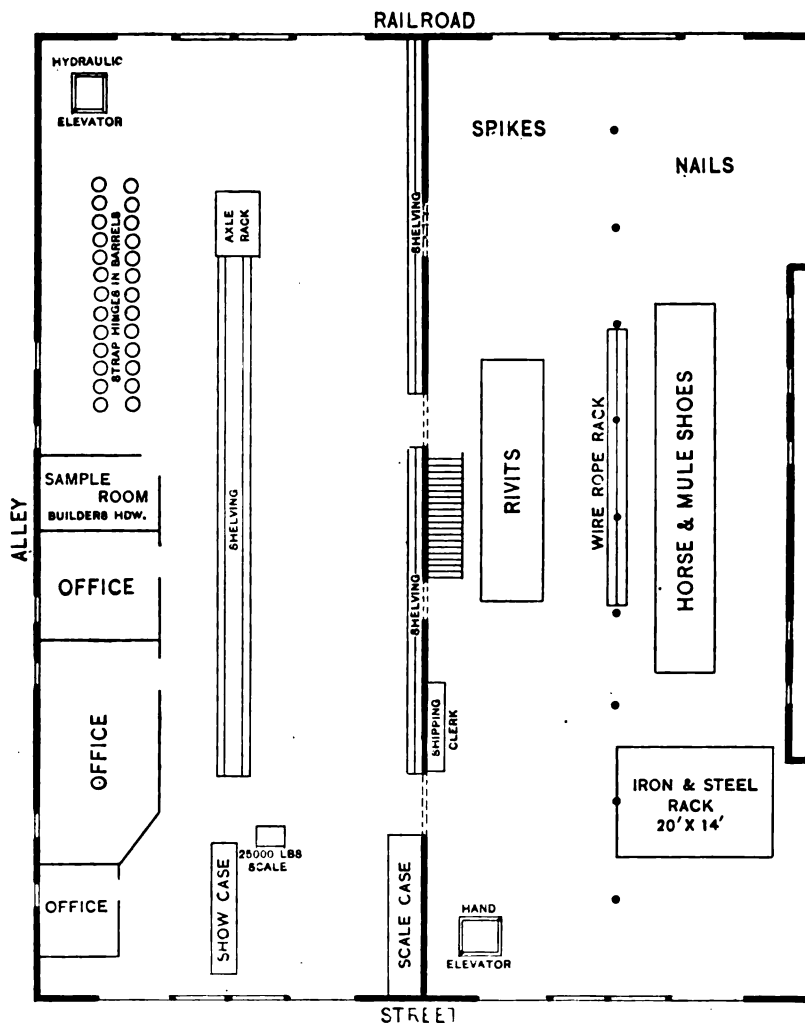 RAILROAD
HYDRAULIC
ELEVATOR
SPIKES
NAILS
STRAP HINGES IN BARRELS
AXLE
RACK
SHELVING
SHELVING
SAMPLE
ROOM
BUILDERS HDW.
ALLEY
OFFICE
SHELVING
RIVITS
WIRE ROPE RACK
HORSE & MULE SHOES
OFFICE
SHIPPING
CLERK
IRON & STEEL
RACK
20' X 14'
25000 LBS
SCALE
SHOW CASE
SCALE CASE
OFFICE
HAND
ELEVATOR
STREET